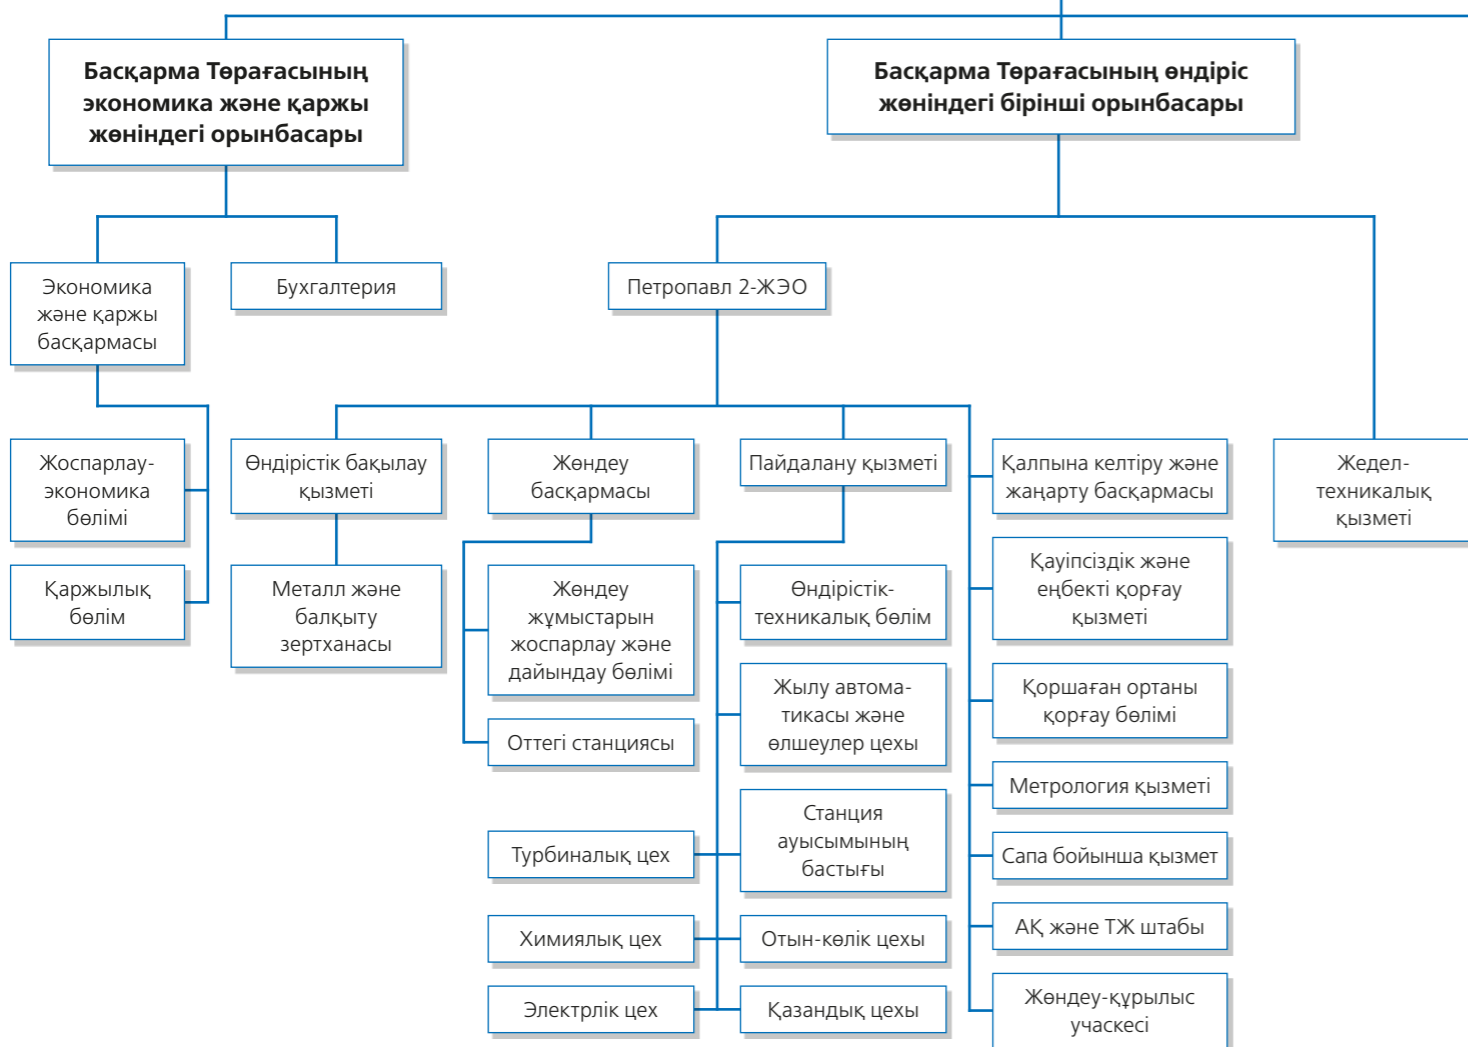 Басқарма Төрағасының
экономика және қаржы
жөніндегі орынбасары
Басқарма Төрағасының өндіріс
жөніндегі бірінші орынбасары
Экономика
және қаржы
басқармасы
Бухгалтерия
Петропавл 2-ЖЭО
Жоспарлау-
экономика
бөлімі
Қаржылық
бөлім
Өндірістік бақылау
қызметі
Металл және
балқыту
зертханасы
Жөндеу
басқармасы
Жөндеу
жұмыстарын
жоспарлау және
дайындау бөлімі
Оттегі станциясы
Пайдалану қызметі
Өндірістік-
техникалық бөлім
Жылу автома-
тикасы және
өлшеулер цехы
Турбиналық цех
Станция
ауысымының
бастығы
Химиялық цех
Отын-көлік цехы
Электрлік цех
Қазандық цехы
Қалпына келтіру және
жаңарту басқармасы
Қауіпсіздік және
еңбекті қорғау
қызметі
Қоршаған ортаны
қорғау бөлімі
Метрология қызметі
Сапа бойынша қызмет
АҚ және ТЖ штабы
Жөндеу-құрылыс
учаскесі
Жедел-
техникалық
қызметі